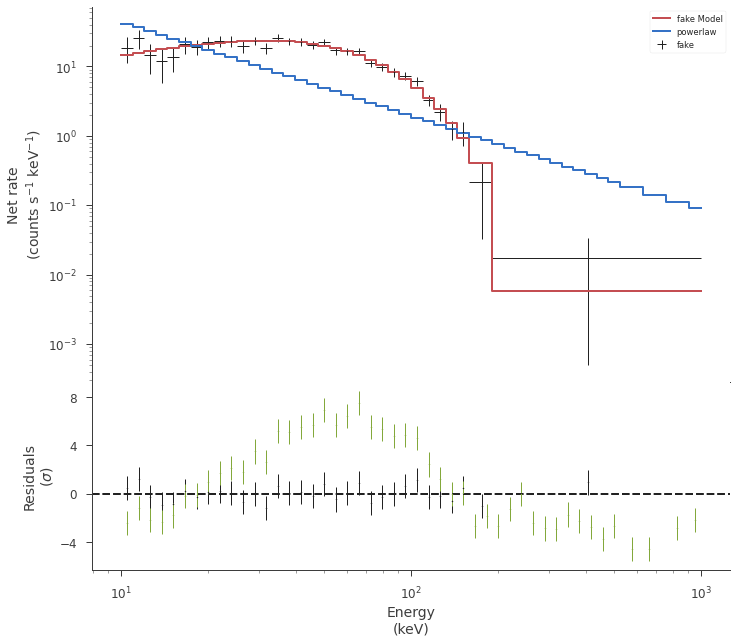 fake Model
powerlaw
fake
Net rate
(counts s⁻¹ keV⁻¹)
10¹
10⁰
10⁻¹
10⁻²
10⁻³
Residuals
(σ)
8
4
0
−4
10¹
10²
10³
Energy
(keV)